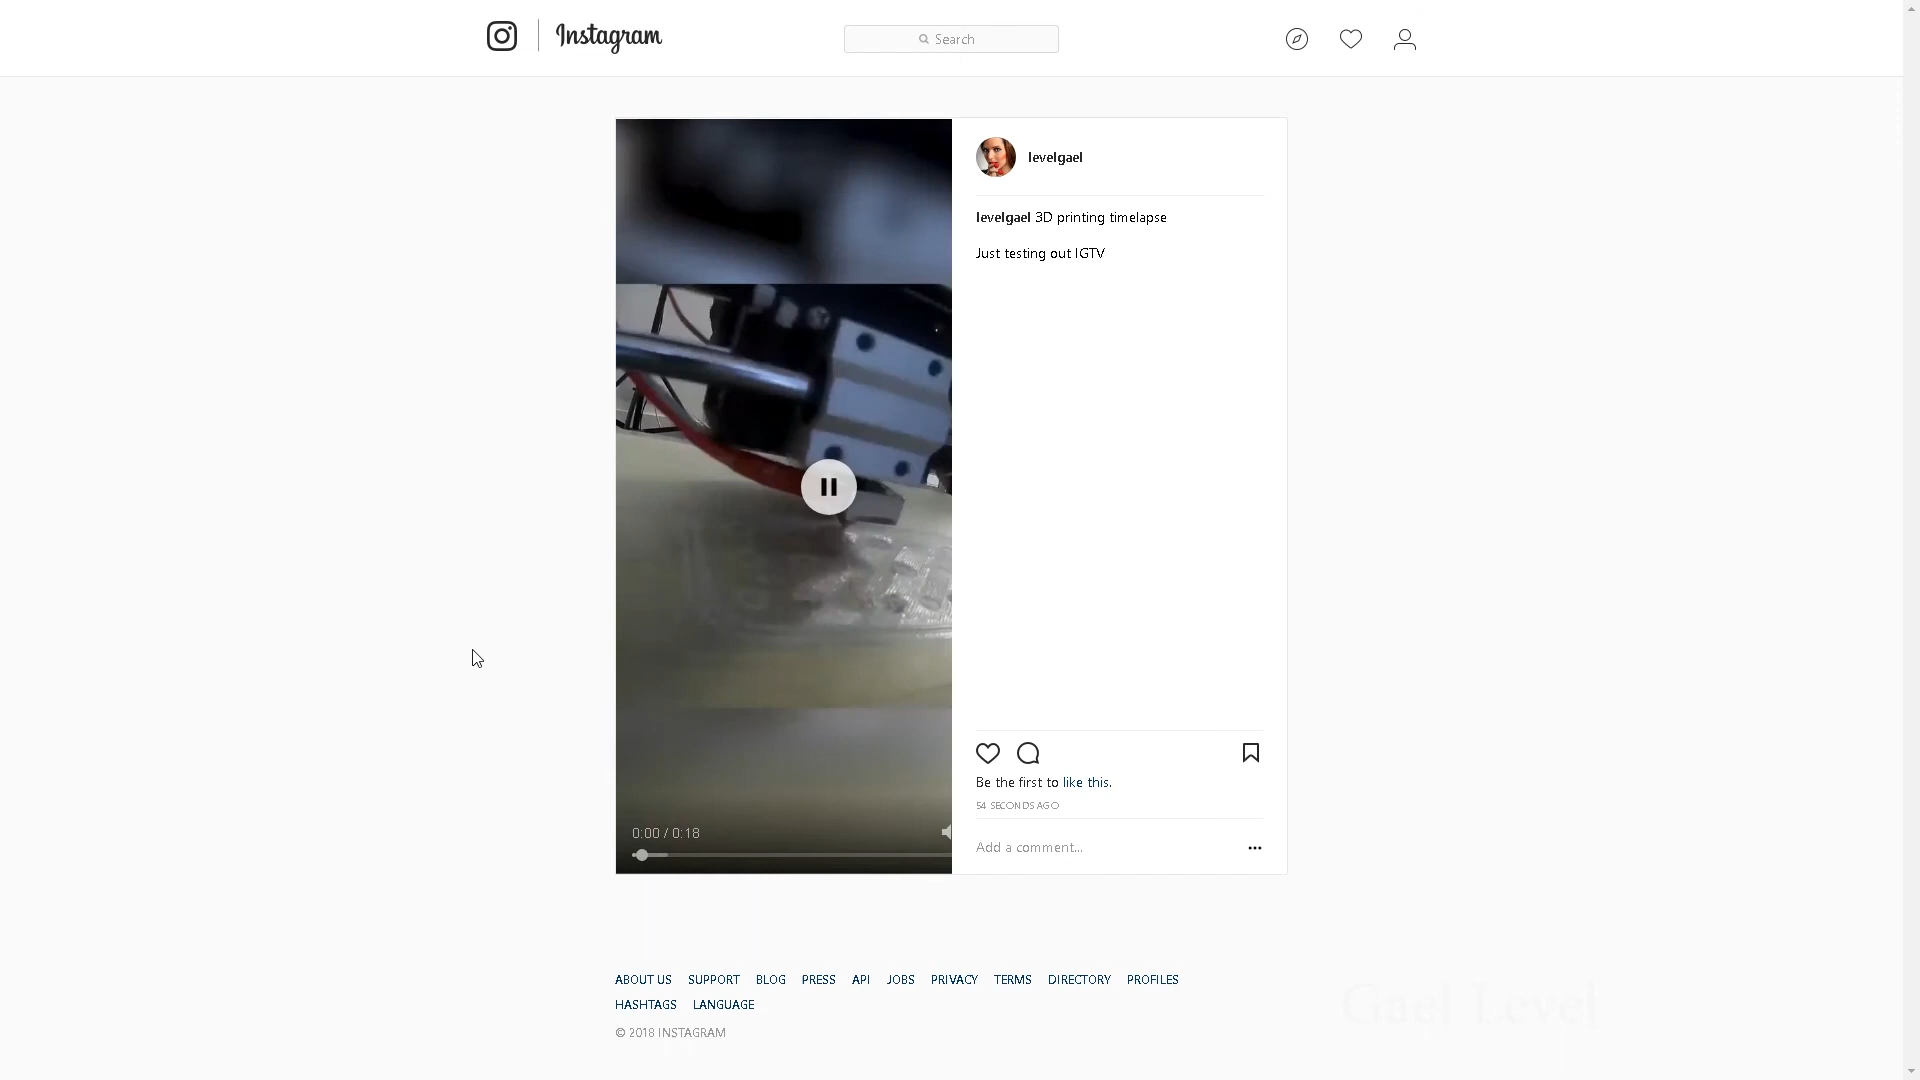 Instagram
Search
levelgael
levelgael 3D printing timelapse
Just testing out IGTV
0:00 / 0:18
Be the first to like this.
54 SECONDS AGO
Add a comment...
ABOUT US SUPPORT BLOG PRESS API JOBS PRIVACY TERMS DIRECTORY PROFILES
HASHTAGS LANGUAGE
© 2018 INSTAGRAM
Gael Level